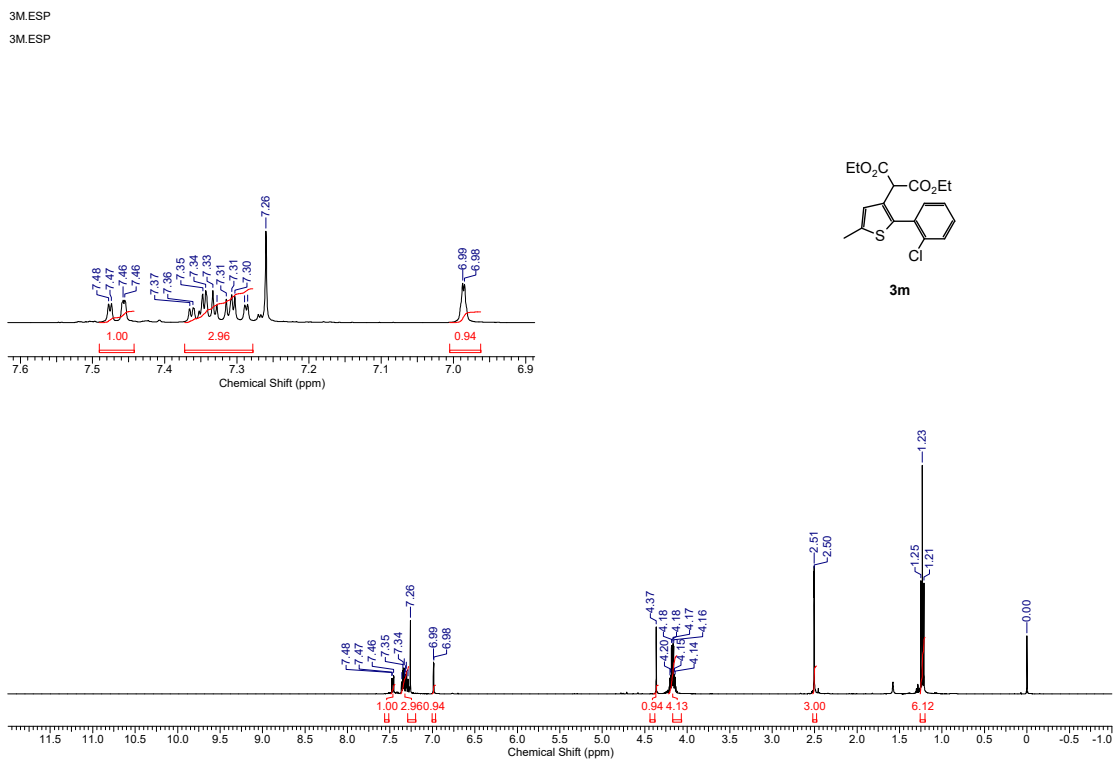 3M.ESP
3M.ESP
EtO2C
CO2Et
S
Cl
3m
7.48
7.47
7.46
7.46
7.37
7.36
7.35
7.34
7.33
7.31
7.31
7.30
7.26
6.99
6.98
1.00 2.96 0.94
7.6 7.5 7.4 7.3 7.2 7.1 7.0 6.9
Chemical Shift (ppm)
7.48
7.47
7.46
7.35
7.34
7.26
6.99
6.98
4.37
4.20
4.18
4.18
4.17
4.16
4.15
4.14
2.51
2.50
1.25
1.23
1.21
0.00
1.00 2.96 0.94 0.94 4.13 3.00 6.12
11.5 11.0 10.5 10.0 9.5 9.0 8.5 8.0 7.5 7.0 6.5 6.0 5.5 5.0 4.5 4.0 3.5 3.0 2.5 2.0 1.5 1.0 0.5 0 -0.5 -1.0
Chemical Shift (ppm)